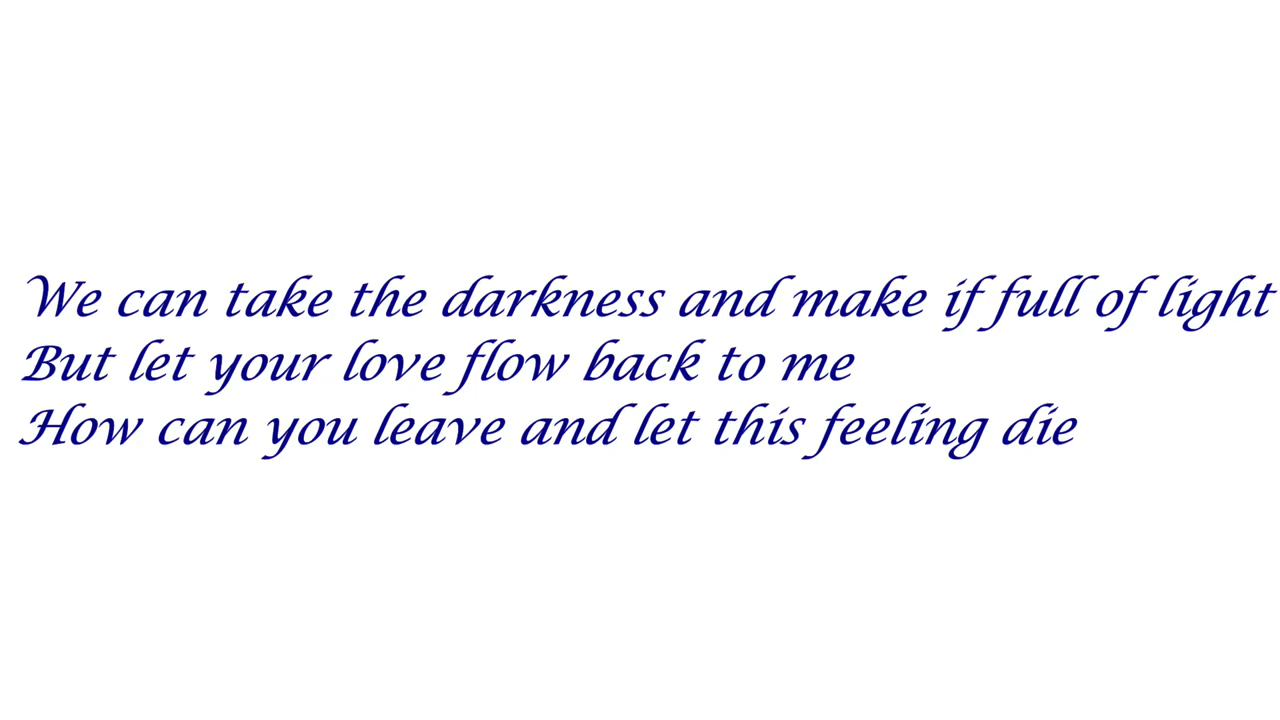 We can take the darkness and make if full of light
But let your love flow back to me
How can you leave and let this feeling die